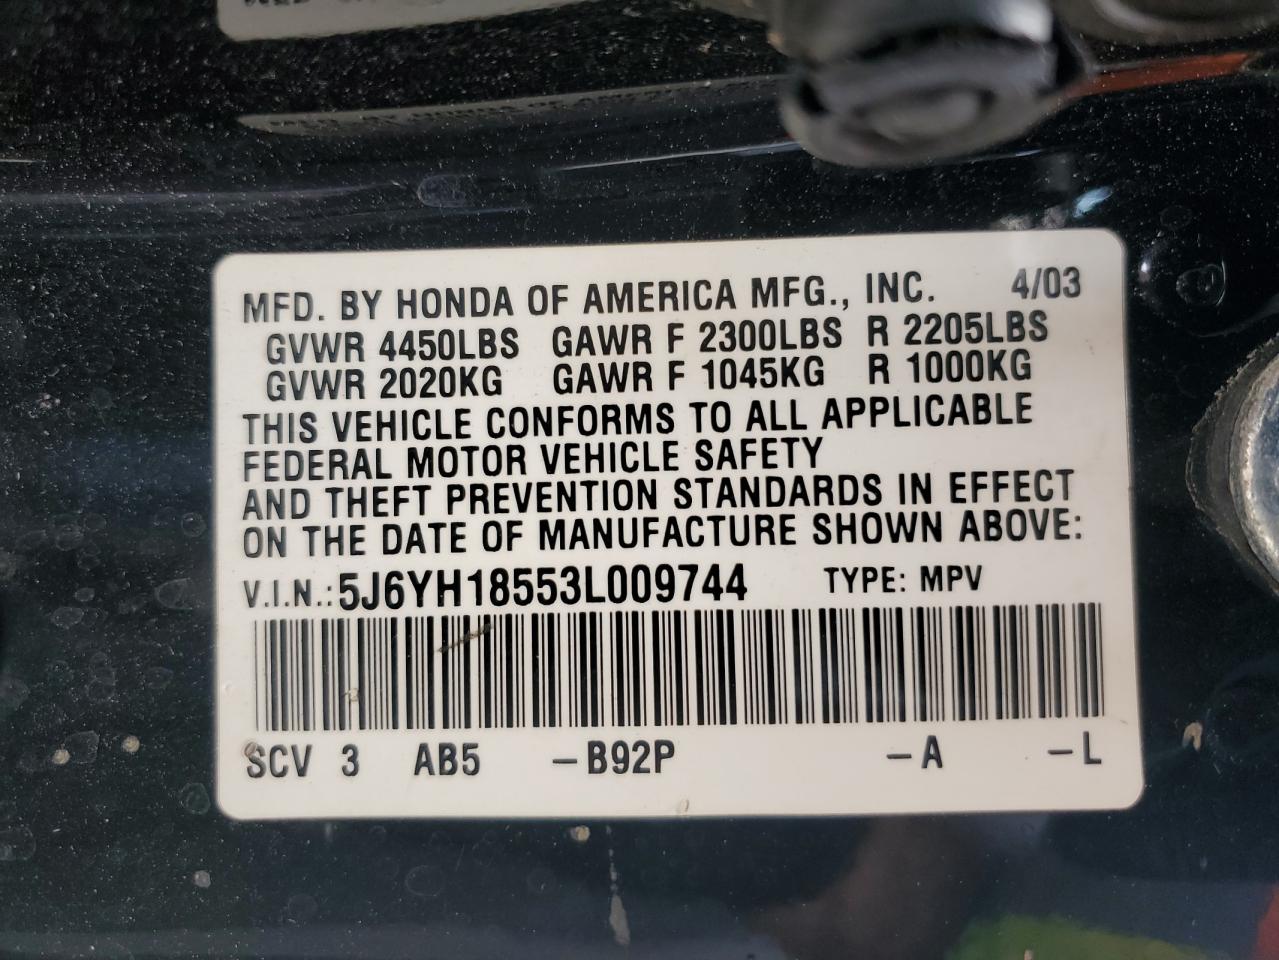 MFD. BY HONDA OF AMERICA MFG., INC. 4/03
GVWR 4450LBS GAWR F 2300LBS R 2205LBS
GVWR 2020KG GAWR F 1045KG R 1000KG
THIS VEHICLE CONFORMS TO ALL APPLICABLE
FEDERAL MOTOR VEHICLE SAFETY
AND THEFT PREVENTION STANDARDS IN EFFECT
ON THE DATE OF MANUFACTURE SHOWN ABOVE:
V.I.N.: 5J6YH18553L009744 TYPE: MPV
SCV 3 AB5 –B92P –A –L